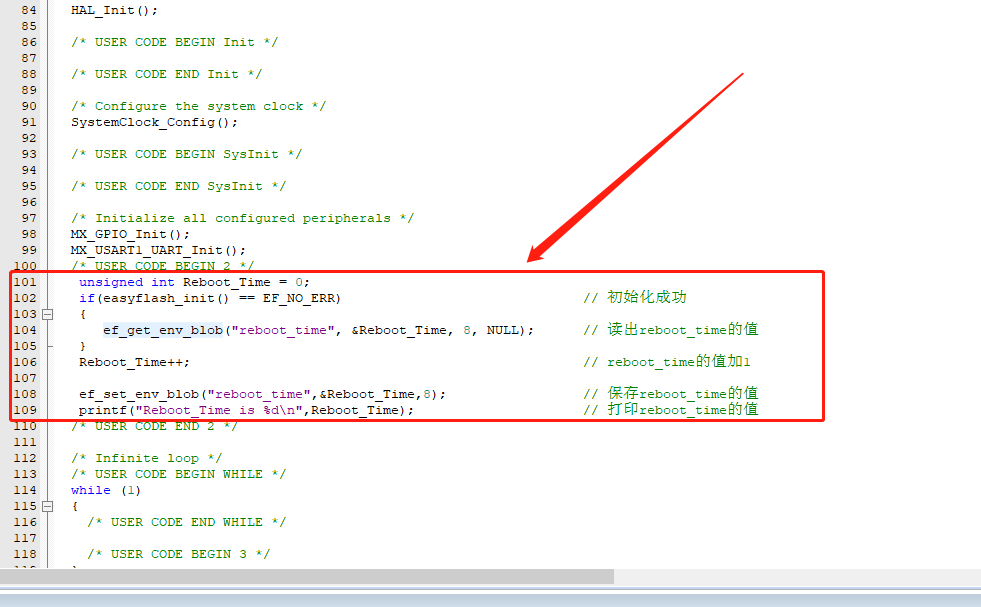 84 HAL_Init();
85
86 /* USER CODE BEGIN Init */
87
88 /* USER CODE END Init */
89
90 /* Configure the system clock */
91 SystemClock_Config();
92
93 /* USER CODE BEGIN SysInit */
94
95 /* USER CODE END SysInit */
96
97 /* Initialize all configured peripherals */
98 MX_GPIO_Init();
99 MX_USART1_UART_Init();
100 /* USER CODE BEGIN 2 */
101 unsigned int Reboot_Time = 0;
102 if(easyflash_init() == EF_NO_ERR) // 初始化成功
103 {
104 ef_get_env_blob("reboot_time", &Reboot_Time, 8, NULL); // 读出reboot_time的值
105 }
106 Reboot_Time++; // reboot_time的值加1
107
108 ef_set_env_blob("reboot_time",&Reboot_Time,8); // 保存reboot_time的值
109 printf("Reboot_Time is %d\n",Reboot_Time); // 打印reboot_time的值
110 /* USER CODE END 2 */
111
112 /* Infinite loop */
113 /* USER CODE BEGIN WHILE */
114 while (1)
115 {
116 /* USER CODE END WHILE */
117
118 /* USER CODE BEGIN 3 */